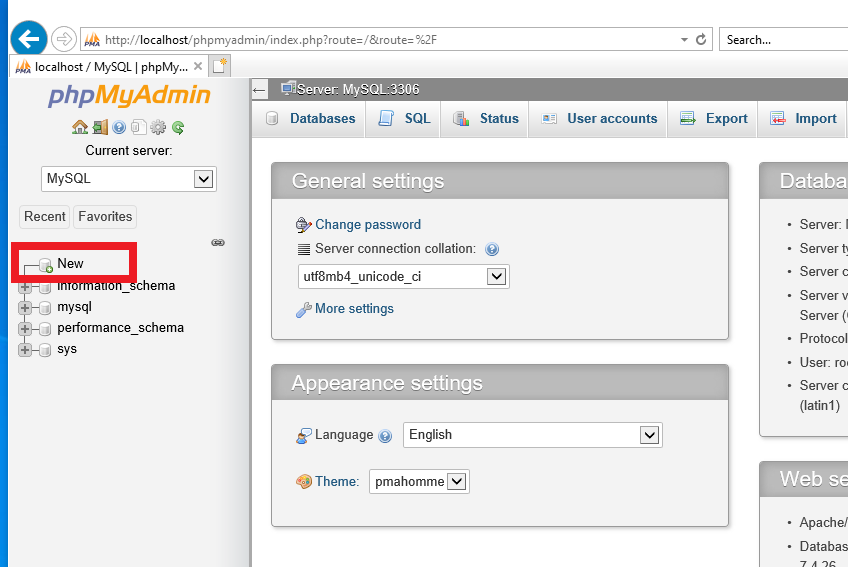 http://localhost/phpmyadmin/index.php?route=/&route=%2F
Search...
localhost / MySQL | phpMy...
phpMyAdmin
Current server:
MySQL
Recent
Favorites
New
information_schema
mysql
performance_schema
sys
Server: MySQL:3306
Databases
SQL
Status
User accounts
Export
Import
General settings
Change password
Server connection collation:
utf8mb4_unicode_ci
More settings
Appearance settings
Language
English
Theme:
pmahomme
Databa
• Server:
• Server ty
• Server c
• Server v
Server (
• Protocol
• User: ro
• Server c
(latin1)
Web se
• Apache/
• Databas
7.4.26